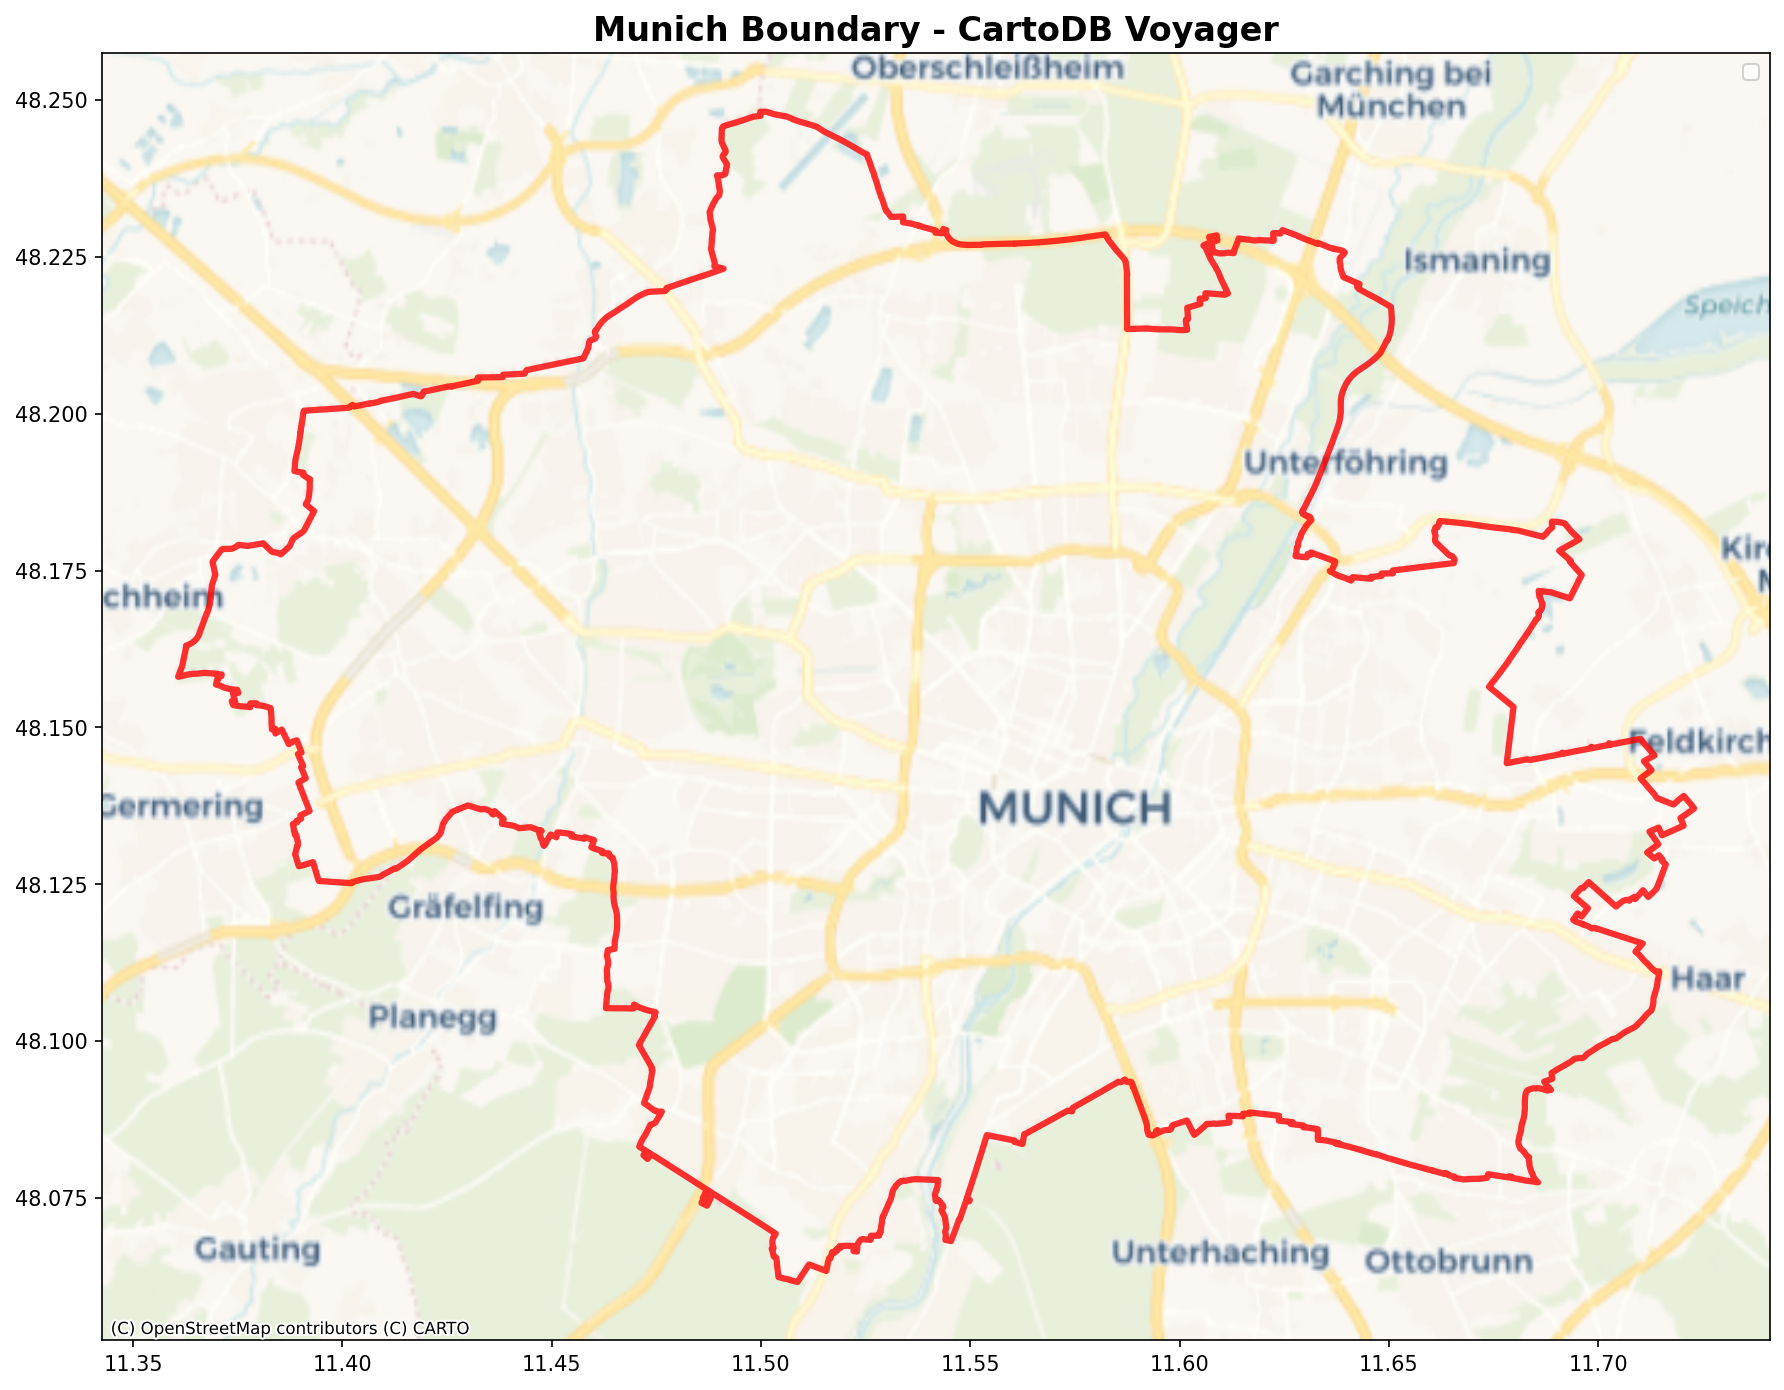 Munich Boundary - CartoDB Voyager
Oberschleißheim
Garching bei
München
48.250
Ismaning
48.225
Speich
48.200
Unterföhring
48.175
Kir
chheim
48.150
Feldkirch
MUNICH
Germering
48.125
Gräfelfing
Haar
Planegg
48.100
48.075
Gauting
Unterhaching
Ottobrunn
(C) OpenStreetMap contributors (C) CARTO
11.35
11.40
11.45
11.50
11.55
11.60
11.65
11.70